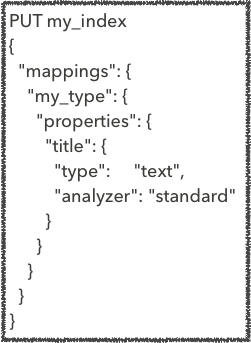 PUT my_index
{
  "mappings": {
    "my_type": {
      "properties": {
        "title": {
          "type":     "text",
          "analyzer": "standard"
        }
      }
    }
  }
}